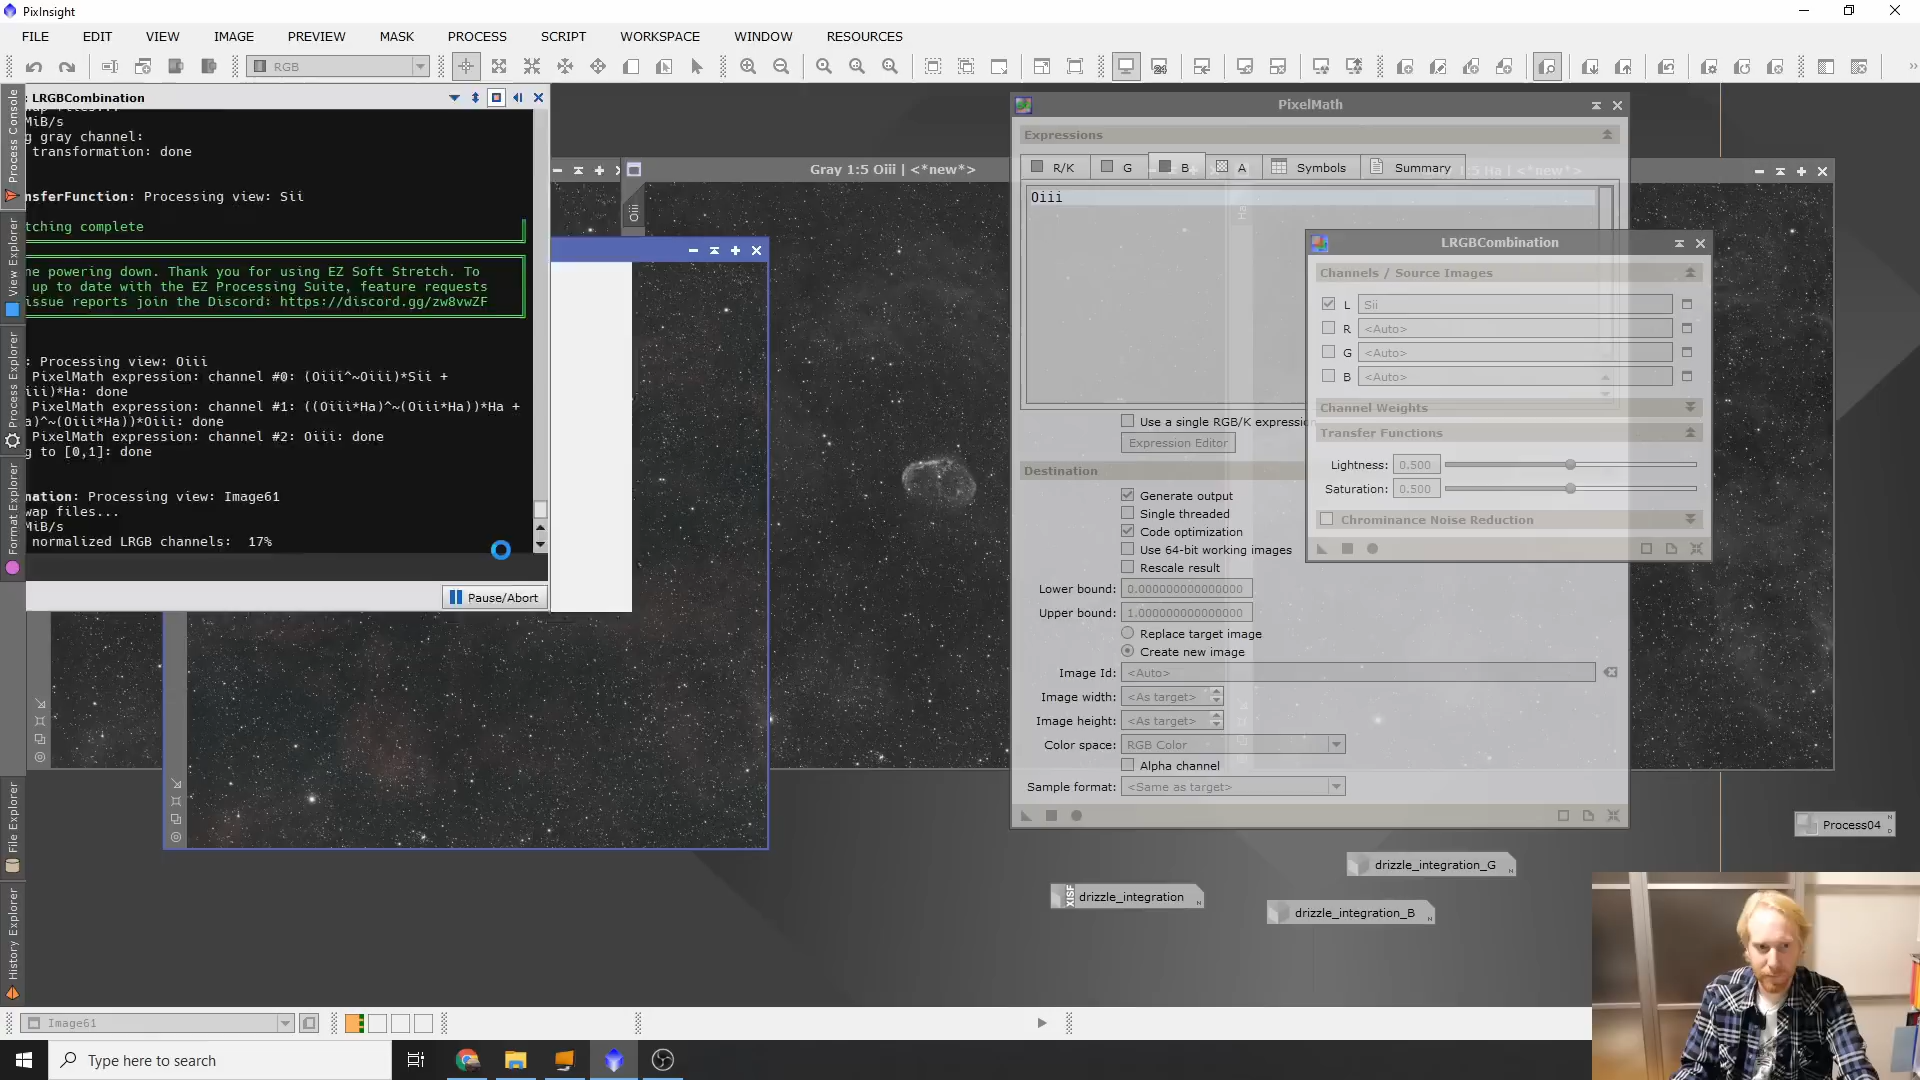 PixInsight
FILE EDIT VIEW IMAGE PREVIEW MASK PROCESS SCRIPT WORKSPACE WINDOW RESOURCES
RGB
LRGBCombination
MiB/s
g gray channel:
transformation: done
nsferFunction: Processing view: Sii
tching complete
ne powering down. Thank you for using EZ Soft Stretch. To
up to date with the EZ Processing Suite, feature requests
issue reports join the Discord: https://discord.gg/zw8vwZF
: Processing view: Oiii
PixelMath expression: channel #0: (Oiii^~Oiii)*Sii +
iii)*Ha: done
PixelMath expression: channel #1: ((Oiii*Ha)^~(Oiii*Ha))*Ha +
a)^~(Oiii*Ha))*Oiii: done
PixelMath expression: channel #2: Oiii: done
g to [0,1]: done
nation: Processing view: Image61
wap files...
MiB/s
normalized LRGB channels: 17%
Pause/Abort
Process Console
View Explorer
Process Explorer
Format Explorer
File Explorer
History Explorer
Gray 1:5 Oiii | <*new*>
Oiii
PixelMath
Expressions
R/K G B A Symbols Summary
Oiii
Use a single RGB/K expressio
Expression Editor
Destination
Generate output
Single threaded
Code optimization
Use 64-bit working images
Rescale result
Lower bound: 0.000000000000000
Upper bound: 1.000000000000000
Replace target image
Create new image
Image Id: <Auto>
Image width: <As target>
Image height: <As target>
Color space: RGB Color
Alpha channel
Sample format: <Same as target>
LRGBCombination
Channels / Source Images
L Sii
R <Auto>
G <Auto>
B <Auto>
Channel Weights
Transfer Functions
Lightness: 0.500
Saturation: 0.500
Chrominance Noise Reduction
Process04
drizzle_integration_G
XISF drizzle_integration
drizzle_integration_B
Image61
Type here to search